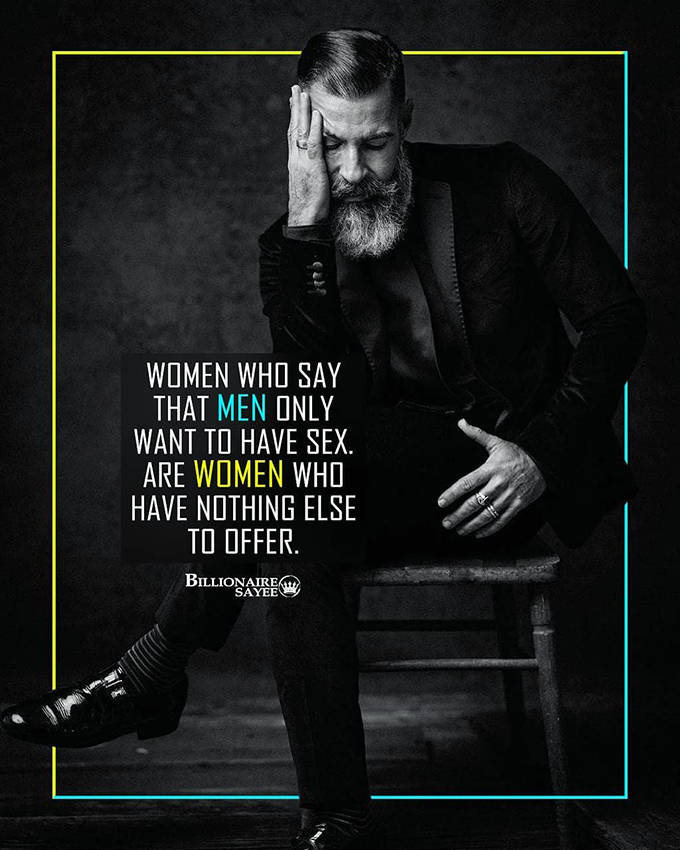 WOMEN WHO SAY
THAT MEN ONLY
WANT TO HAVE SEX.
ARE WOMEN WHO
HAVE NOTHING ELSE
TO OFFER.
BILLIONAIRE
SAYEE